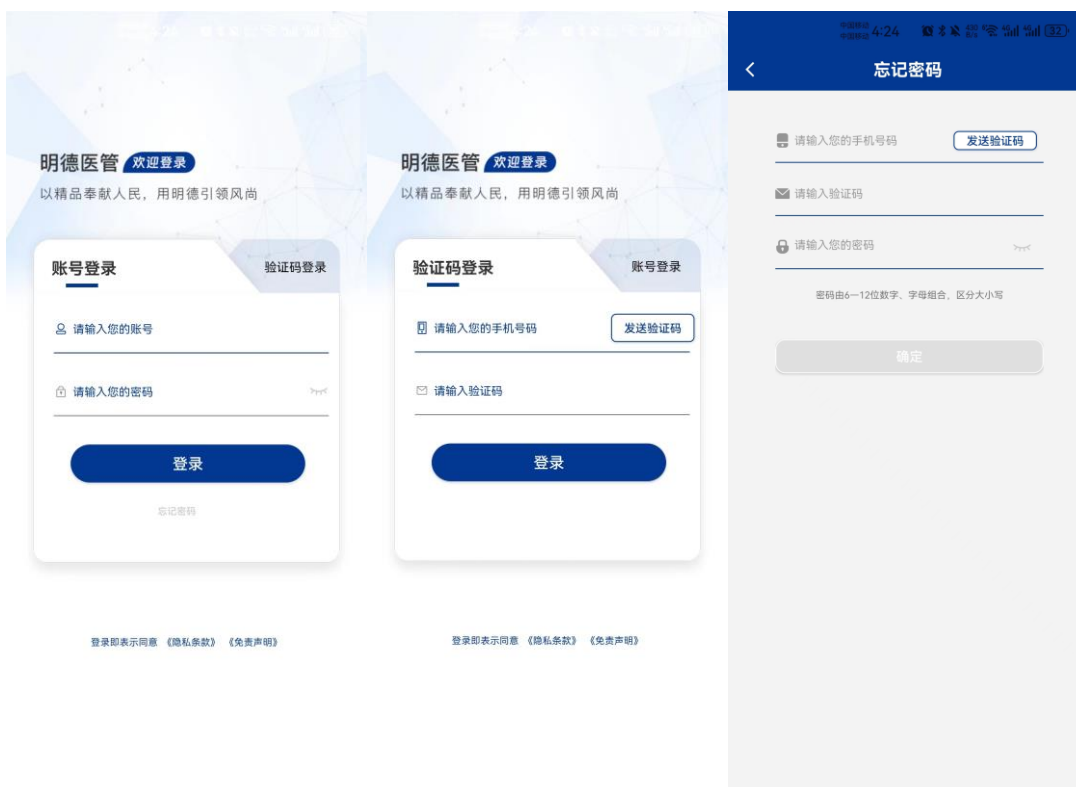 明德医管 欢迎登录
以精品奉献人民，用明德引领风尚
账号登录 验证码登录
请输入您的账号
请输入您的密码
登录
忘记密码
登录即表示同意 《隐私条款》 《免责声明》
明德医管 欢迎登录
以精品奉献人民，用明德引领风尚
验证码登录 账号登录
请输入您的手机号码 发送验证码
请输入验证码
登录
登录即表示同意 《隐私条款》 《免责声明》
中国移动
中国移动 4:24 32
忘记密码
请输入您的手机号码 发送验证码
请输入验证码
请输入您的密码
密码由6—12位数字、字母组合，区分大小写
确定